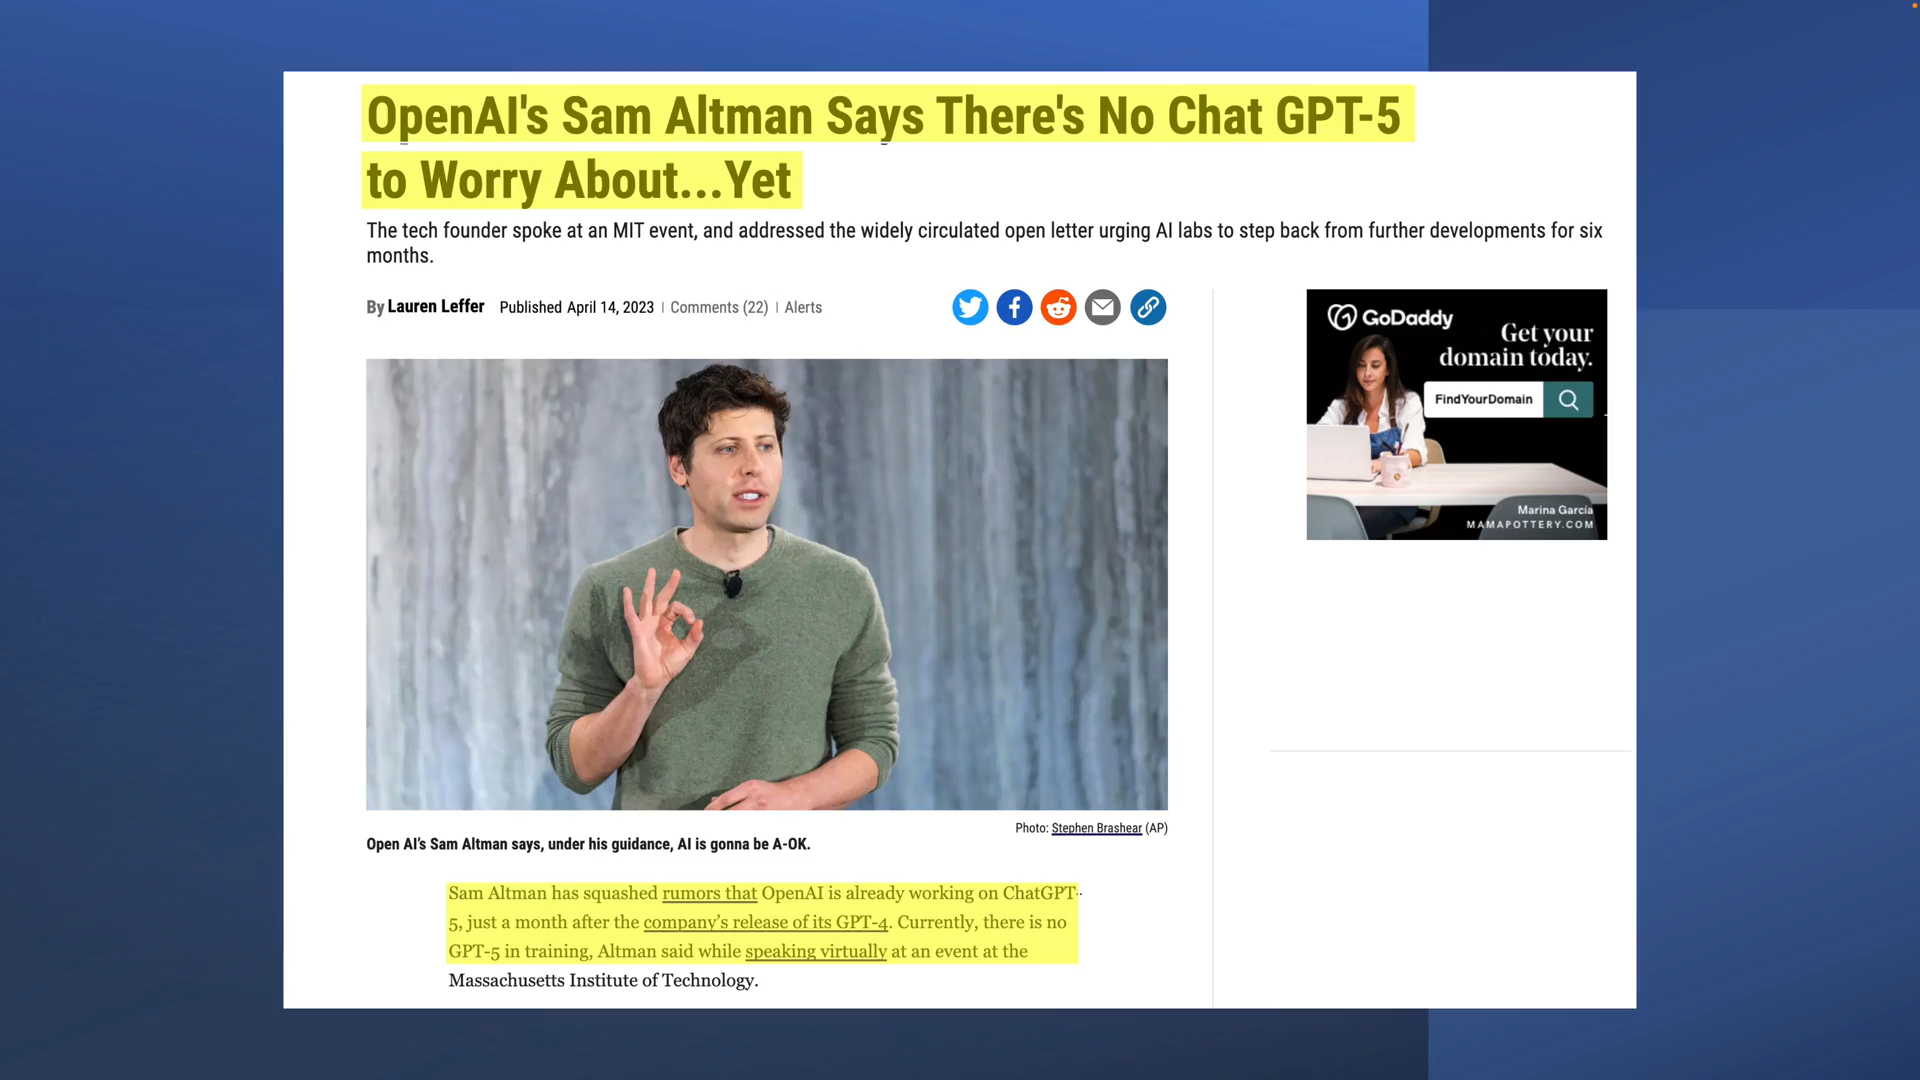 OpenAI's Sam Altman Says There's No Chat GPT-5
to Worry About...Yet
The tech founder spoke at an MIT event, and addressed the widely circulated open letter urging AI labs to step back from further developments for six
months.
By Lauren Leffer Published April 14, 2023 | Comments (22) | Alerts
GoDaddy
Get your
domain today.
FindYourDomain
Marina García
MAMAPOTTERY.COM
Photo: Stephen Brashear (AP)
Open AI's Sam Altman says, under his guidance, AI is gonna be A-OK.
Sam Altman has squashed rumors that OpenAI is already working on ChatGPT-
5, just a month after the company's release of its GPT-4. Currently, there is no
GPT-5 in training, Altman said while speaking virtually at an event at the
Massachusetts Institute of Technology.